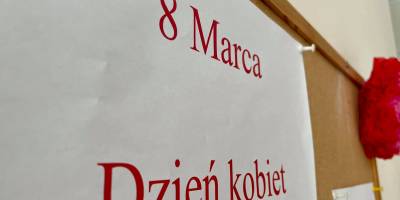 8 Marca
Dzień kobiet